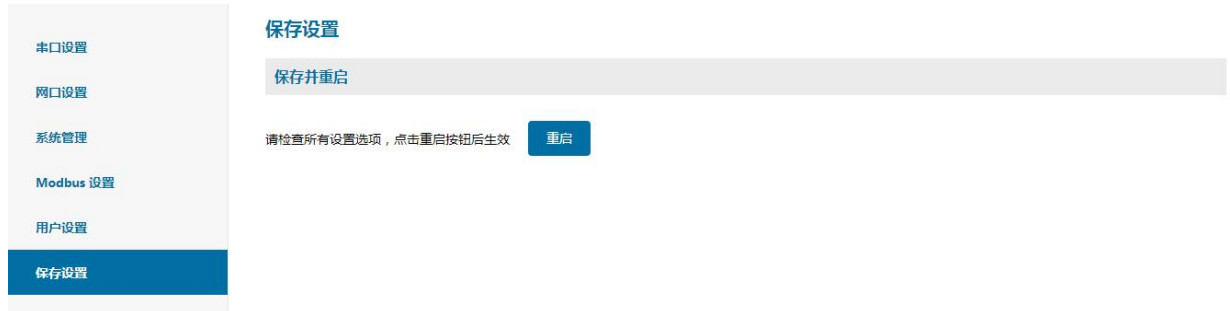 串口设置
网口设置
系统管理
Modbus 设置
用户设置
保存设置
保存设置
保存并重启
请检查所有设置选项，点击重启按钮后生效
重启